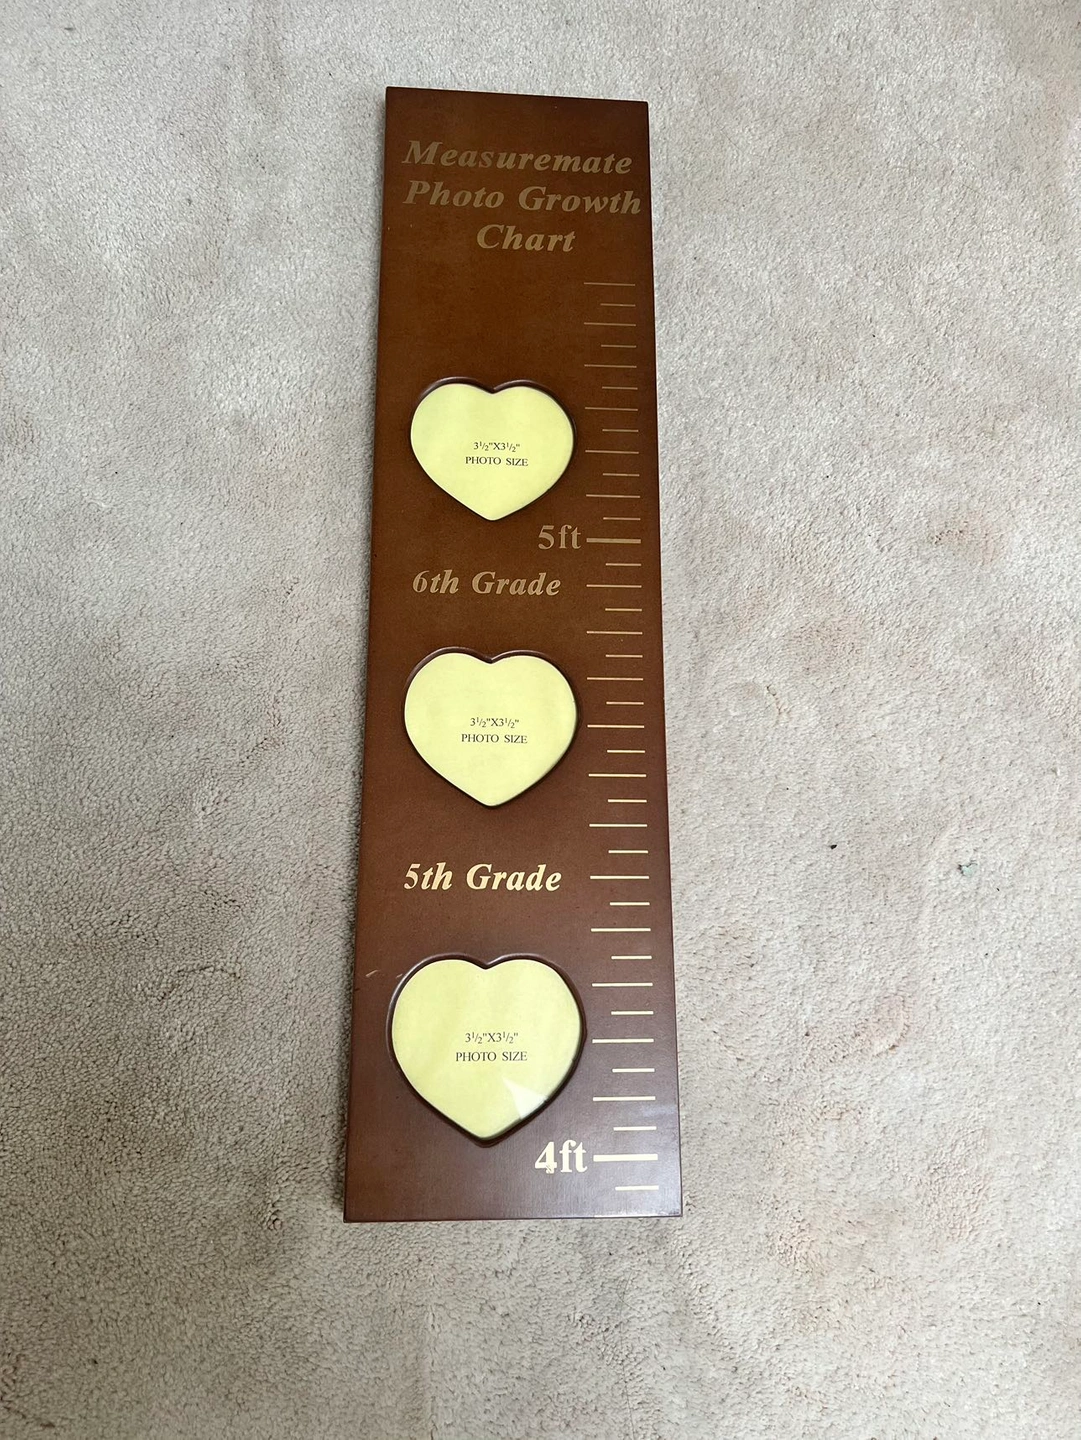 Measuremate
Photo Growth
Chart
3½"X3½"
PHOTO SIZE
5ft
6th Grade
3½"X3½"
PHOTO SIZE
5th Grade
3½"X3½"
PHOTO SIZE
4ft